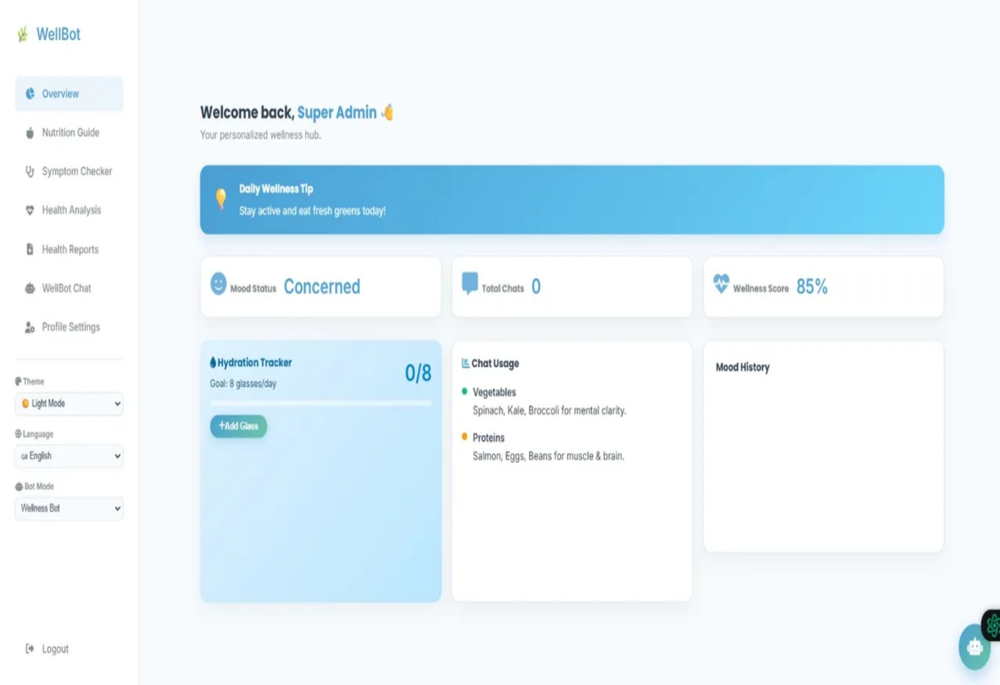 WellBot
Overview
Nutrition Guide
Symptom Checker
Health Analysis
Health Reports
WellBot Chat
Profile Settings
Theme
Light Mode
Language
GB English
Bot Mode
Wellness Bot
Logout
Welcome back, Super Admin 👋
Your personalized wellness hub.
Daily Wellness Tip
Stay active and eat fresh greens today!
Mood Status Concerned
Total Chats 0
Wellness Score 85%
Hydration Tracker
Goal: 8 glasses/day
0/8
+Add Glass
Chat Usage
Vegetables
Spinach, Kale, Broccoli for mental clarity.
Proteins
Salmon, Eggs, Beans for muscle & brain.
Mood History